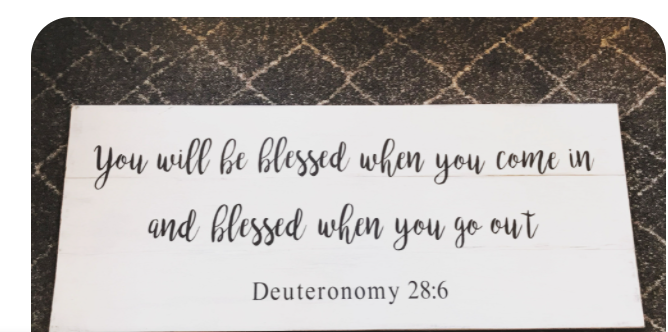 You will be blessed when you come in
and blessed when you go out
Deuteronomy 28:6